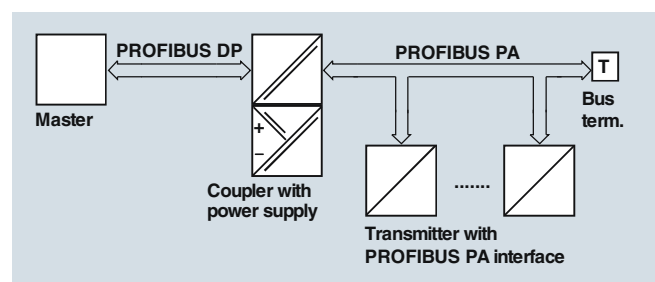 PROFIBUS DP
PROFIBUS PA
T
Master
Bus
term.
+
–
Coupler with
power supply
.......
Transmitter with
PROFIBUS PA interface